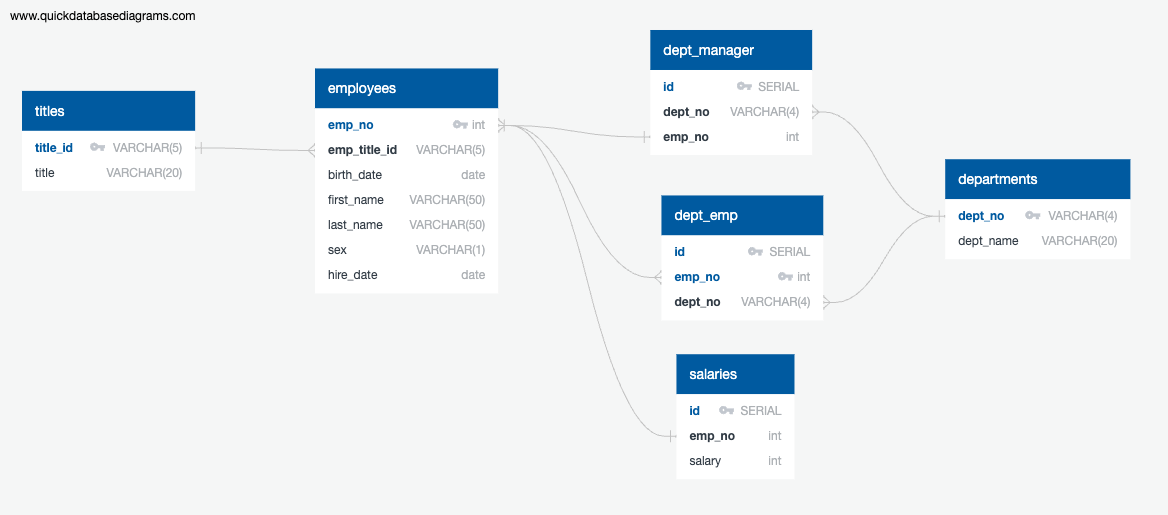 www.quickdatabasediagrams.com
titles
title_id VARCHAR(5)
title VARCHAR(20)
employees
emp_no int
emp_title_id VARCHAR(5)
birth_date date
first_name VARCHAR(50)
last_name VARCHAR(50)
sex VARCHAR(1)
hire_date date
dept_manager
id SERIAL
dept_no VARCHAR(4)
emp_no int
dept_emp
id SERIAL
emp_no int
dept_no VARCHAR(4)
salaries
id SERIAL
emp_no int
salary int
departments
dept_no VARCHAR(4)
dept_name VARCHAR(20)